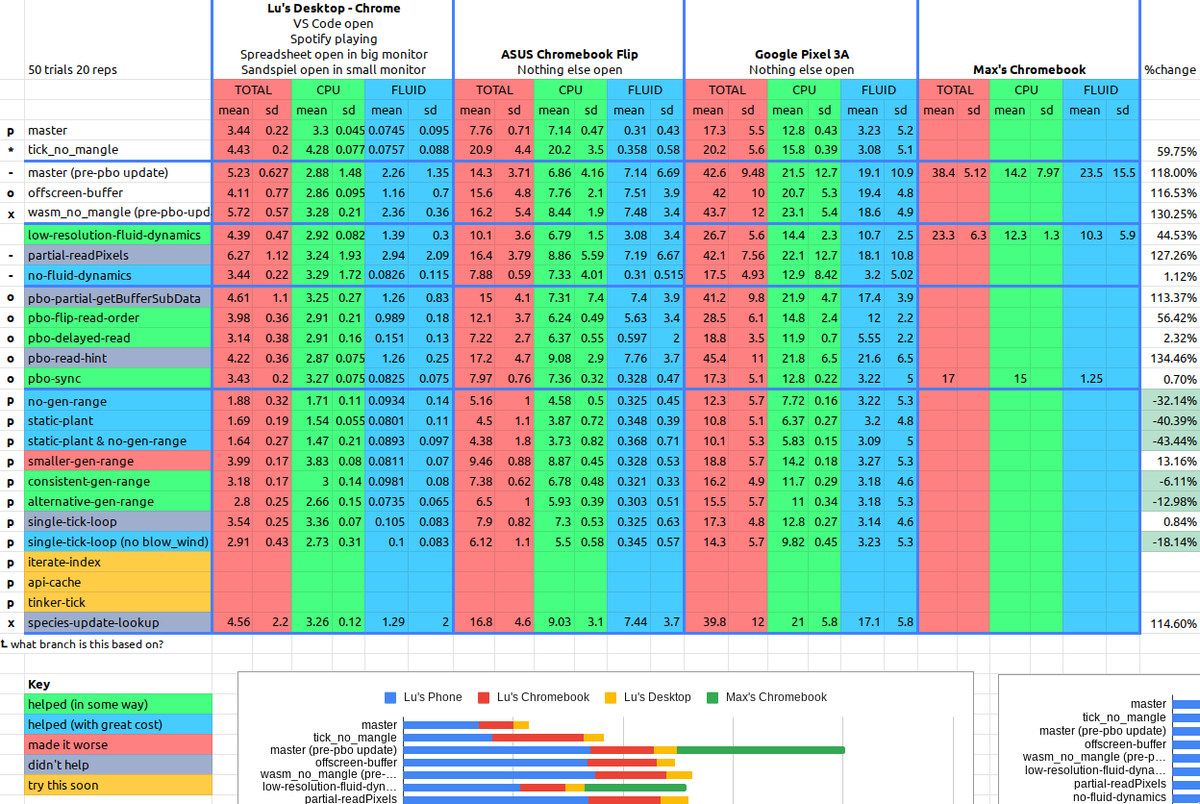 Lu's Desktop - Chrome
VS Code open
Spotify playing
Spreadsheet open in big monitor ASUS Chromebook Flip Google Pixel 3A
50 trials 20 reps Sandspiel open in small monitor Nothing else open Nothing else open Max's Chromebook %change
TOTAL CPU FLUID TOTAL CPU FLUID TOTAL CPU FLUID TOTAL CPU FLUID
mean sd mean sd mean sd mean sd mean sd mean sd mean sd mean sd mean sd mean sd mean sd mean sd
p master 3.44 0.22 3.3 0.045 0.0745 0.095 7.76 0.71 7.14 0.47 0.31 0.43 17.3 5.5 12.8 0.43 3.23 5.2
* tick_no_mangle 4.43 0.2 4.28 0.077 0.0757 0.088 20.9 4.4 20.2 3.5 0.358 0.58 20.2 5.6 15.8 0.39 3.08 5.1 59.75%
- master (pre-pbo update) 5.23 0.627 2.88 1.48 2.26 1.35 14.3 3.71 6.86 4.16 7.14 6.69 42.6 9.48 21.5 12.7 19.1 10.9 38.4 5.12 14.2 7.97 23.5 15.5 118.00%
o offscreen-buffer 4.11 0.77 2.86 0.095 1.16 0.7 15.6 4.8 7.76 2.1 7.51 3.9 42 10 20.7 5.3 19.4 4.8 116.53%
x wasm_no_mangle (pre-pbo-upd 5.72 0.57 3.28 0.21 2.36 0.36 16.2 5.4 8.44 1.9 7.48 3.4 43.7 12 23.1 5.4 18.6 4.9 130.25%
low-resolution-fluid-dynamics 4.39 0.47 2.92 0.082 1.39 0.3 10.1 3.6 6.79 1.5 3.08 3.4 26.7 5.6 14.4 2.3 10.7 2.5 23.3 6.3 12.3 1.3 10.3 5.9 44.53%
- partial-readPixels 6.27 1.12 3.24 1.93 2.94 2.09 16.4 3.79 8.86 5.59 7.19 6.67 42.1 7.56 22.1 12.7 18.1 10.8 127.26%
- no-fluid-dynamics 3.44 0.22 3.29 1.72 0.0826 0.115 7.88 0.59 7.33 4.01 0.31 0.515 17.5 4.93 12.9 8.42 3.2 5.02 1.12%
o pbo-partial-getBufferSubData 4.61 1.1 3.25 0.27 1.26 0.83 15 4.1 7.31 7.4 7.4 3.9 41.2 9.8 21.9 4.7 17.4 3.9 113.37%
o pbo-flip-read-order 3.98 0.36 2.91 0.21 0.989 0.18 12.1 3.7 6.24 0.49 5.63 3.4 28.5 6.1 14.8 2.4 12 2.2 56.42%
o pbo-delayed-read 3.14 0.38 2.91 0.16 0.151 0.13 7.22 2.7 6.37 0.55 0.597 2 18.8 3.5 11.9 0.7 5.55 2.2 2.32%
o pbo-read-hint 4.22 0.36 2.87 0.075 1.26 0.25 17.2 4.7 9.08 2.9 7.76 3.7 45.4 11 21.8 6.5 21.6 6.5 134.46%
o pbo-sync 3.43 0.2 3.27 0.075 0.0825 0.075 7.97 0.76 7.36 0.32 0.328 0.47 17.3 5.1 12.8 0.22 3.22 5 17 15 1.25 0.70%
p no-gen-range 1.88 0.32 1.71 0.11 0.0934 0.14 5.16 1 4.58 0.5 0.325 0.45 12.3 5.7 7.72 0.16 3.22 5.3 -32.14%
p static-plant 1.69 0.19 1.54 0.055 0.0801 0.11 4.5 1.1 3.87 0.72 0.348 0.39 10.8 5.1 6.37 0.27 3.2 4.8 -40.39%
p static-plant & no-gen-range 1.64 0.27 1.47 0.21 0.0893 0.097 4.38 1.8 3.73 0.82 0.368 0.71 10.1 5.3 5.83 0.15 3.09 5 -43.44%
p smaller-gen-range 3.99 0.17 3.83 0.08 0.0811 0.07 9.46 0.88 8.87 0.45 0.328 0.53 18.8 5.7 14.2 0.18 3.27 5.3 13.16%
p consistent-gen-range 3.18 0.17 3 0.14 0.0981 0.08 7.38 0.62 6.78 0.48 0.321 0.33 16.2 4.9 11.7 0.29 3.18 4.6 -6.11%
p alternative-gen-range 2.8 0.25 2.66 0.15 0.0735 0.065 6.5 1 5.93 0.39 0.303 0.51 15.5 5.7 11 0.34 3.18 5.3 -12.98%
p single-tick-loop 3.54 0.25 3.36 0.07 0.105 0.083 7.9 0.82 7.3 0.53 0.325 0.63 17.3 4.8 12.8 0.27 3.14 4.6 0.84%
p single-tick-loop (no blow_wind) 2.91 0.43 2.73 0.31 0.1 0.083 6.12 1.1 5.5 0.58 0.345 0.57 14.3 5.7 9.82 0.45 3.23 5.3 -18.14%
p iterate-index
p api-cache
p tinker-tick
x species-update-lookup 4.56 2.2 3.26 0.12 1.29 2 16.8 4.6 9.03 3.1 7.44 3.7 39.8 12 21 5.8 17.1 5.8 114.60%
what branch is this based on?
Key
helped (in some way)
helped (with great cost)
made it worse
didn't help
try this soon
Lu's Phone Lu's Chromebook Lu's Desktop Max's Chromebook
master
tick_no_mangle
master (pre-pbo update)
offscreen-buffer
wasm_no_mangle (pre-…
low-resolution-fluid-dyn…
partial-readPixels
master
tick_no_mangle
master (pre-pbo update)
offscreen-buffer
wasm_no_mangle (pre-p…
low-resolution-fluid-dyna…
partial-readPixels
no-fluid-dynamics